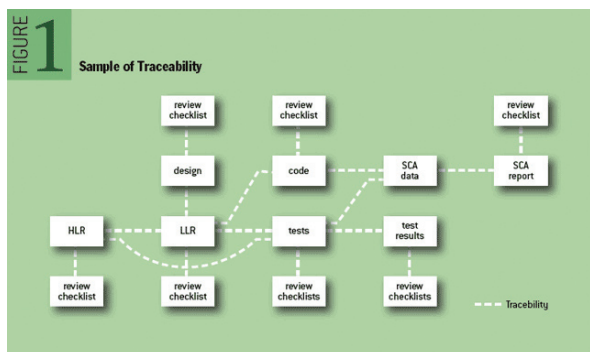 FIGURE
1
Sample of Traceability
review
checklist
review
checklist
review
checklist
design
code
SCA
data
SCA
report
HLR
LLR
tests
test
results
review
checklist
review
checklist
review
checklists
review
checklists
Tracebility